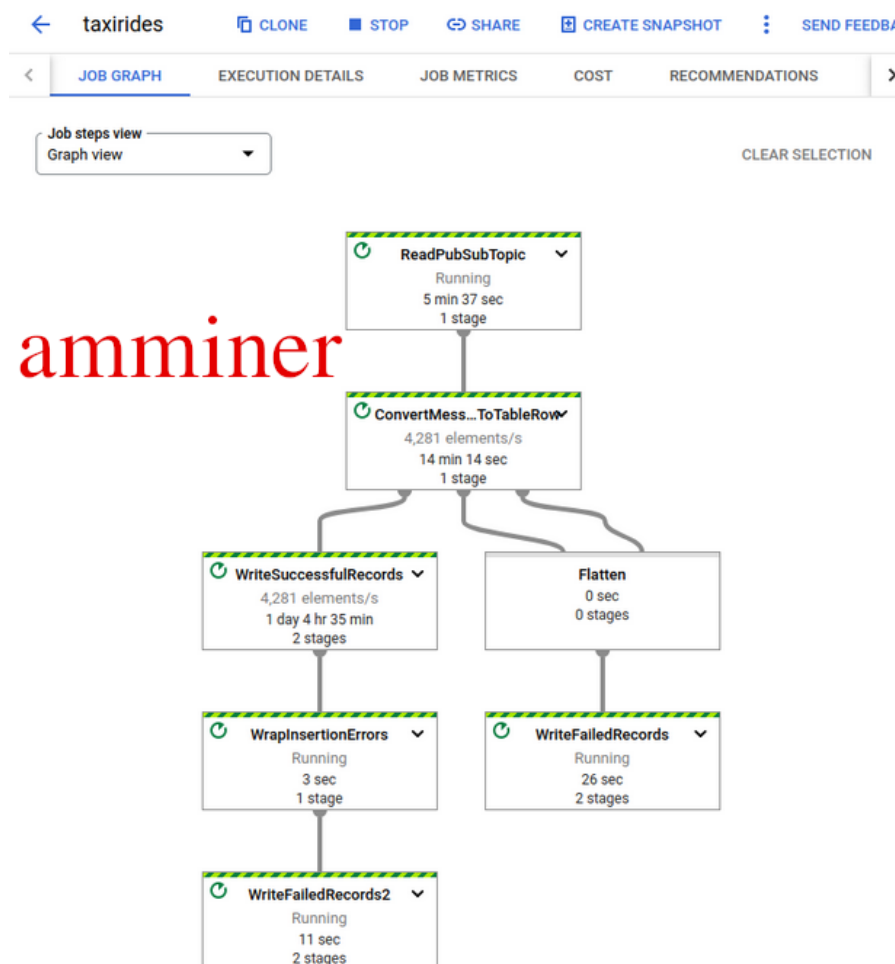 taxirides
CLONE
STOP
SHARE
CREATE SNAPSHOT
SEND FEEDBA
JOB GRAPH
EXECUTION DETAILS
JOB METRICS
COST
RECOMMENDATIONS
Job steps view
Graph view
CLEAR SELECTION
ReadPubSubTopic
Running
5 min 37 sec
1 stage
amminer
ConvertMess...ToTableRow
4,281 elements/s
14 min 14 sec
1 stage
WriteSuccessfulRecords
4,281 elements/s
1 day 4 hr 35 min
2 stages
Flatten
0 sec
0 stages
WrapInsertionErrors
Running
3 sec
1 stage
WriteFailedRecords
Running
26 sec
2 stages
WriteFailedRecords2
Running
11 sec
2 stages